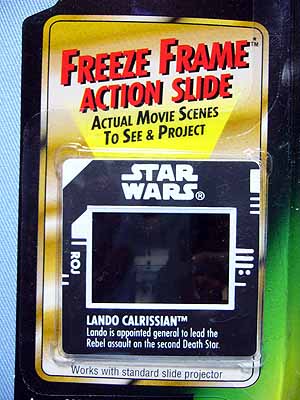 FREEZE FRAME™
ACTION SLIDE
ACTUAL MOVIE SCENES
TO SEE & PROJECT
STAR
WARS®
ROJ
LANDO CALRISSIAN™
Lando is appointed general to lead the
Rebel assault on the second Death Star.
Works with standard slide projector